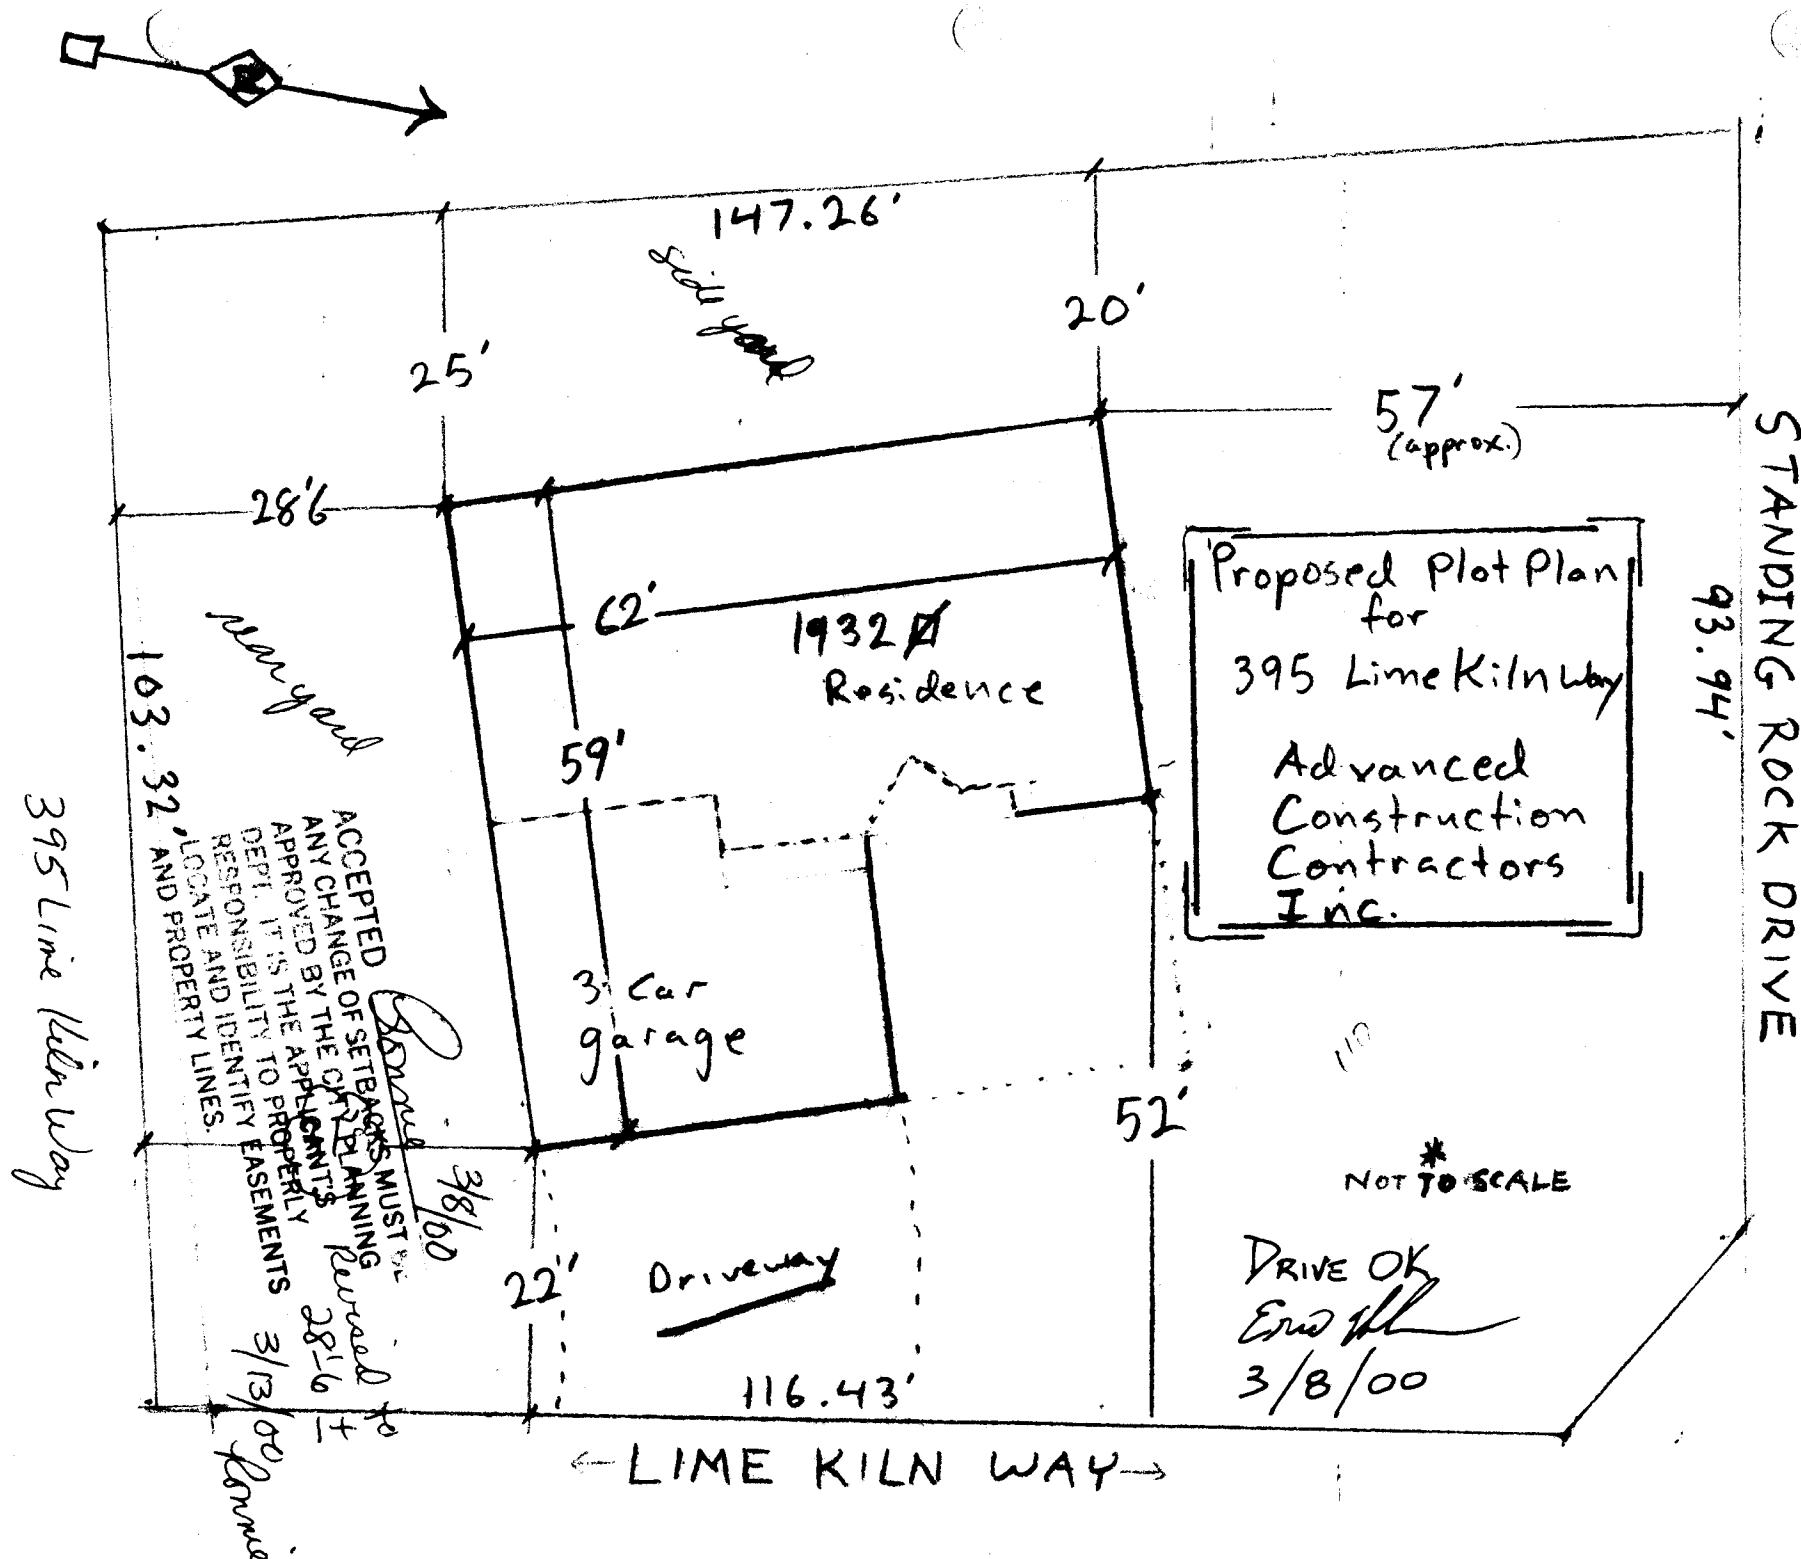 147.26'
side yard
20'
25'
57'
(approx.)
28'6
62'
1932
Residence
59'
rear yard
103.32'
3 Car
garage
52'
22'
Driveway
116.43'
← LIME KILN WAY →
STANDING ROCK DRIVE
93.94'
Proposed Plot Plan
for
395 Lime Kiln Way
Advanced
Construction
Contractors
Inc.
*
NOT TO SCALE
DRIVE OK
3/8/00
110
395 Lime Kiln Way
ACCEPTED Ronnie 3/8/00
ANY CHANGE OF SETBACKS MUST BE
APPROVED BY THE CITY PLANNING
DEPT. IT IS THE APPLICANT'S
RESPONSIBILITY TO PROPERLY
LOCATE AND IDENTIFY EASEMENTS
AND PROPERTY LINES.
Revised to
28'-6 ±
3/13/00
Ronnie